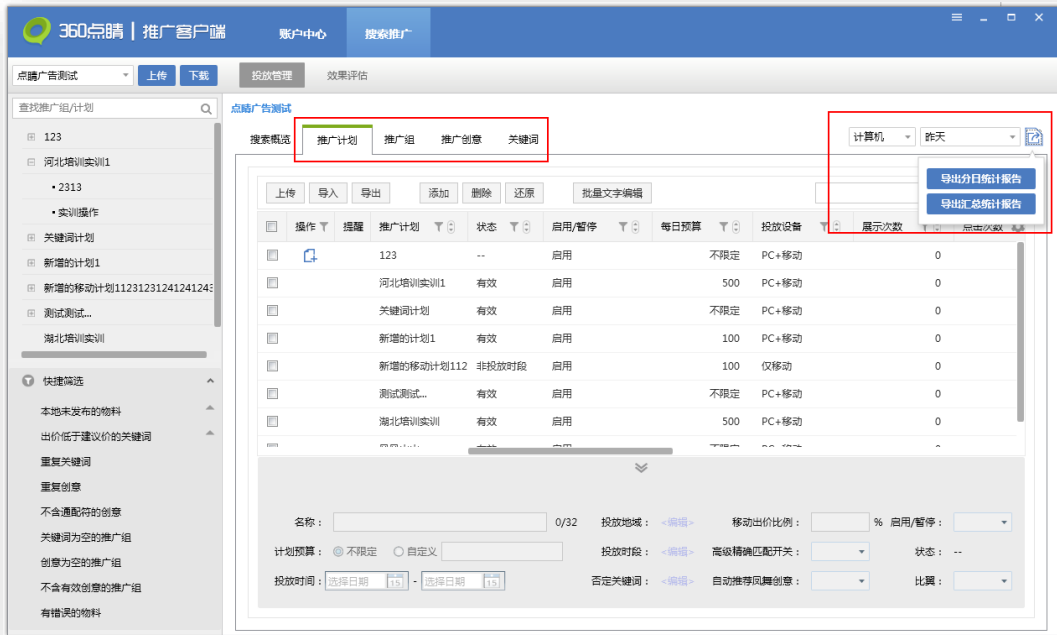 360点睛 | 推广客户端 账户中心 搜索推广
点睛广告测试 上传 下载 投放管理 效果评估
查找推广组/计划
123
河北培训实训1
2313
实训操作
关键词计划
新增的计划1
新增的移动计划11231231241241243
测试测试...
湖北培训实训
快捷筛选
本地未发布的物料
出价低于建议价的关键词
重复关键词
重复创意
不含通配符的创意
关键词为空的推广组
创意为空的推广组
不含有效创意的推广组
有错误的物料
点睛广告测试
搜索概览 推广计划 推广组 推广创意 关键词 计算机 昨天
导出分日统计报告
导出汇总统计报告
上传 导入 导出 添加 删除 还原 批量文字编辑
操作 提醒 推广计划 状态 启用/暂停 每日预算 投放设备 展示次数 点击次数
123 -- 启用 不限定 PC+移动 0
河北培训实训1 有效 启用 500 PC+移动 0
关键词计划 有效 启用 不限定 PC+移动 0
新增的计划1 有效 启用 100 PC+移动 0
新增的移动计划112 非投放时段 启用 100 仅移动 0
测试测试... 有效 启用 不限定 PC+移动 0
湖北培训实训 有效 启用 500 PC+移动 0
名称： 0/32 投放地域： <编辑> 移动出价比例： % 启用/暂停：
计划预算： 不限定 自定义 投放时段： <编辑> 高级精确匹配开关： 状态： --
投放时间： 选择日期 15 - 选择日期 15 否定关键词： <编辑> 自动推荐凤舞创意： 比翼：